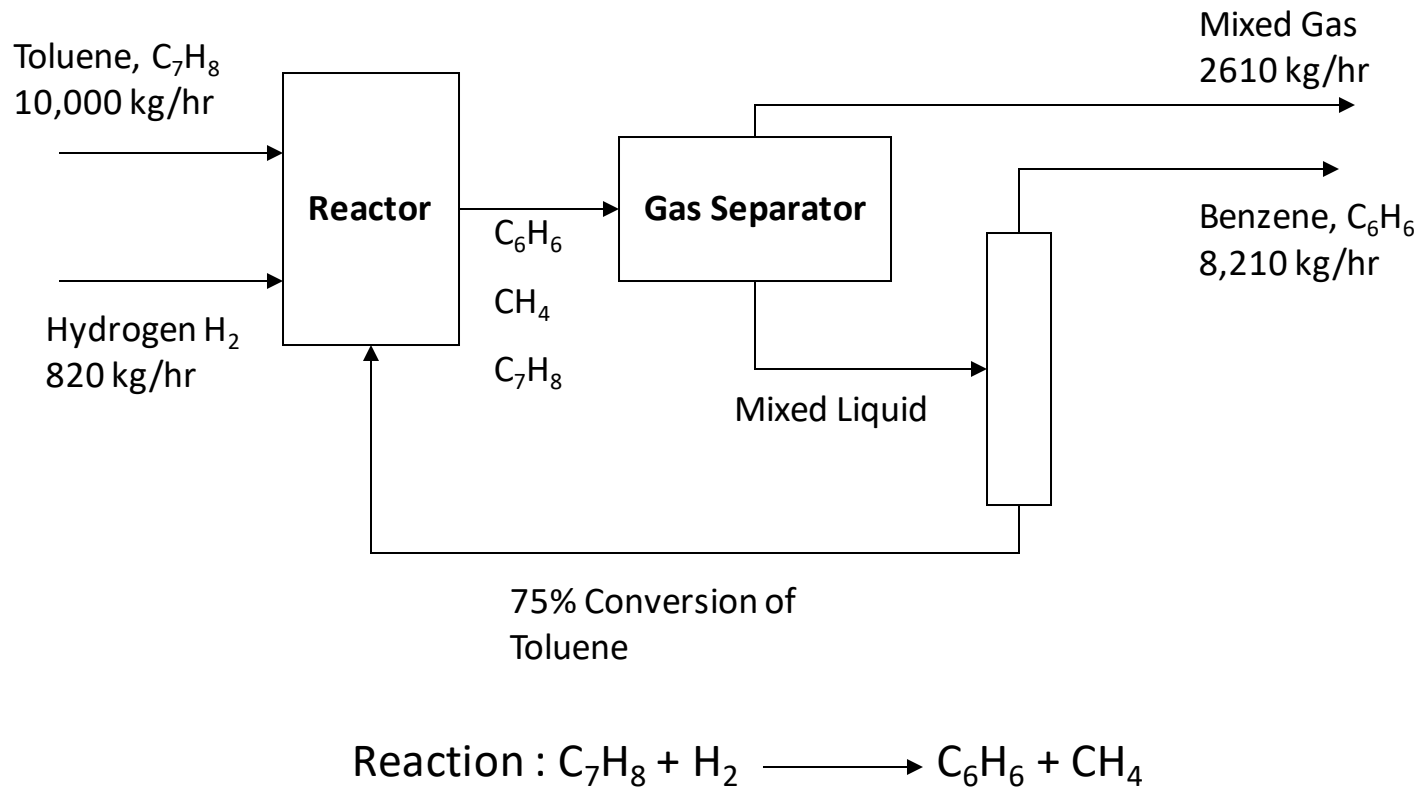 Toluene, C₇H₈
10,000 kg/hr
Hydrogen H₂
820 kg/hr
Reactor
C₆H₆
CH₄
C₇H₈
Gas Separator
Mixed Gas
2610 kg/hr
Benzene, C₆H₆
8,210 kg/hr
Mixed Liquid
75% Conversion of
Toluene
Reaction : C₇H₈ + H₂ → C₆H₆ + CH₄